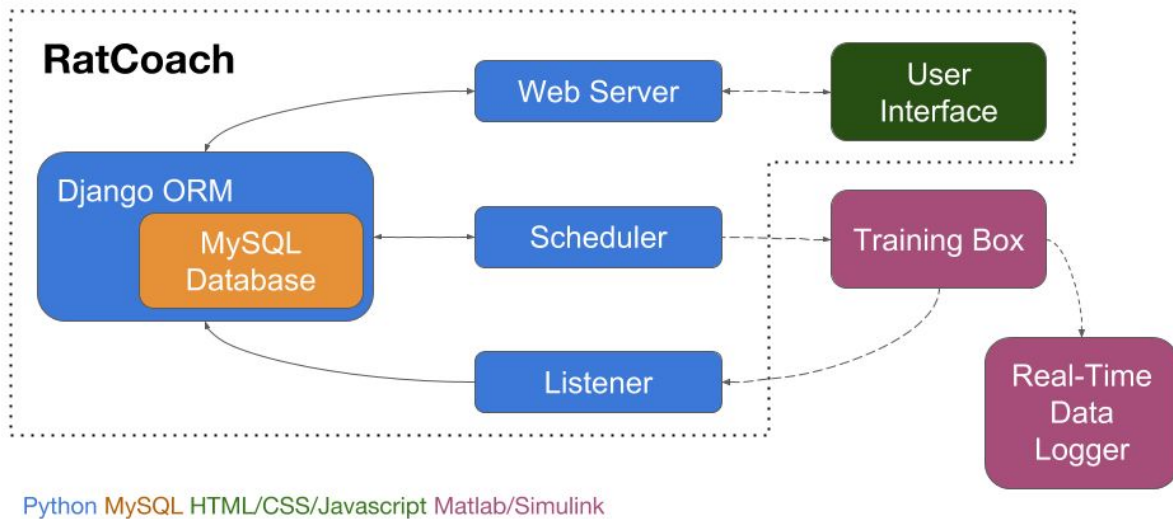 RatCoach
Web Server
User
Interface
Django ORM
MySQL
Database
Scheduler
Training Box
Listener
Real-Time
Data
Logger
Python MySQL HTML/CSS/Javascript Matlab/Simulink